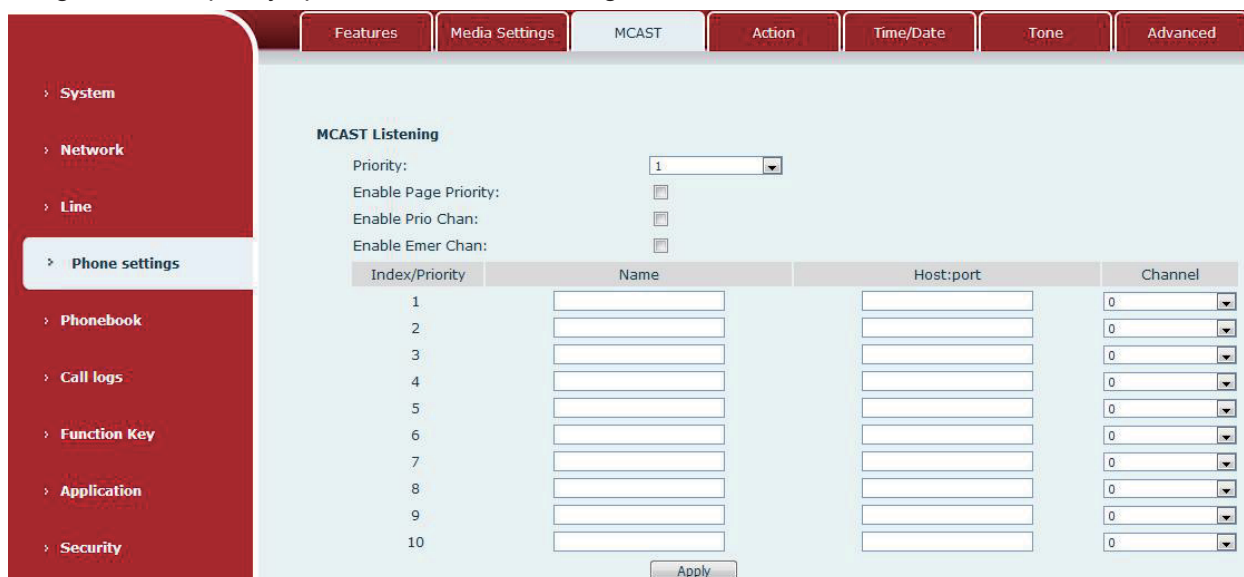 Features Media Settings MCAST Action Time/Date Tone Advanced
› System
› Network
› Line
› Phone settings
› Phonebook
› Call logs
› Function Key
› Application
› Security
MCAST Listening
Priority: 1
Enable Page Priority:
Enable Prio Chan:
Enable Emer Chan:
Index/Priority Name Host:port Channel
1 0
2 0
3 0
4 0
5 0
6 0
7 0
8 0
9 0
10 0
Apply